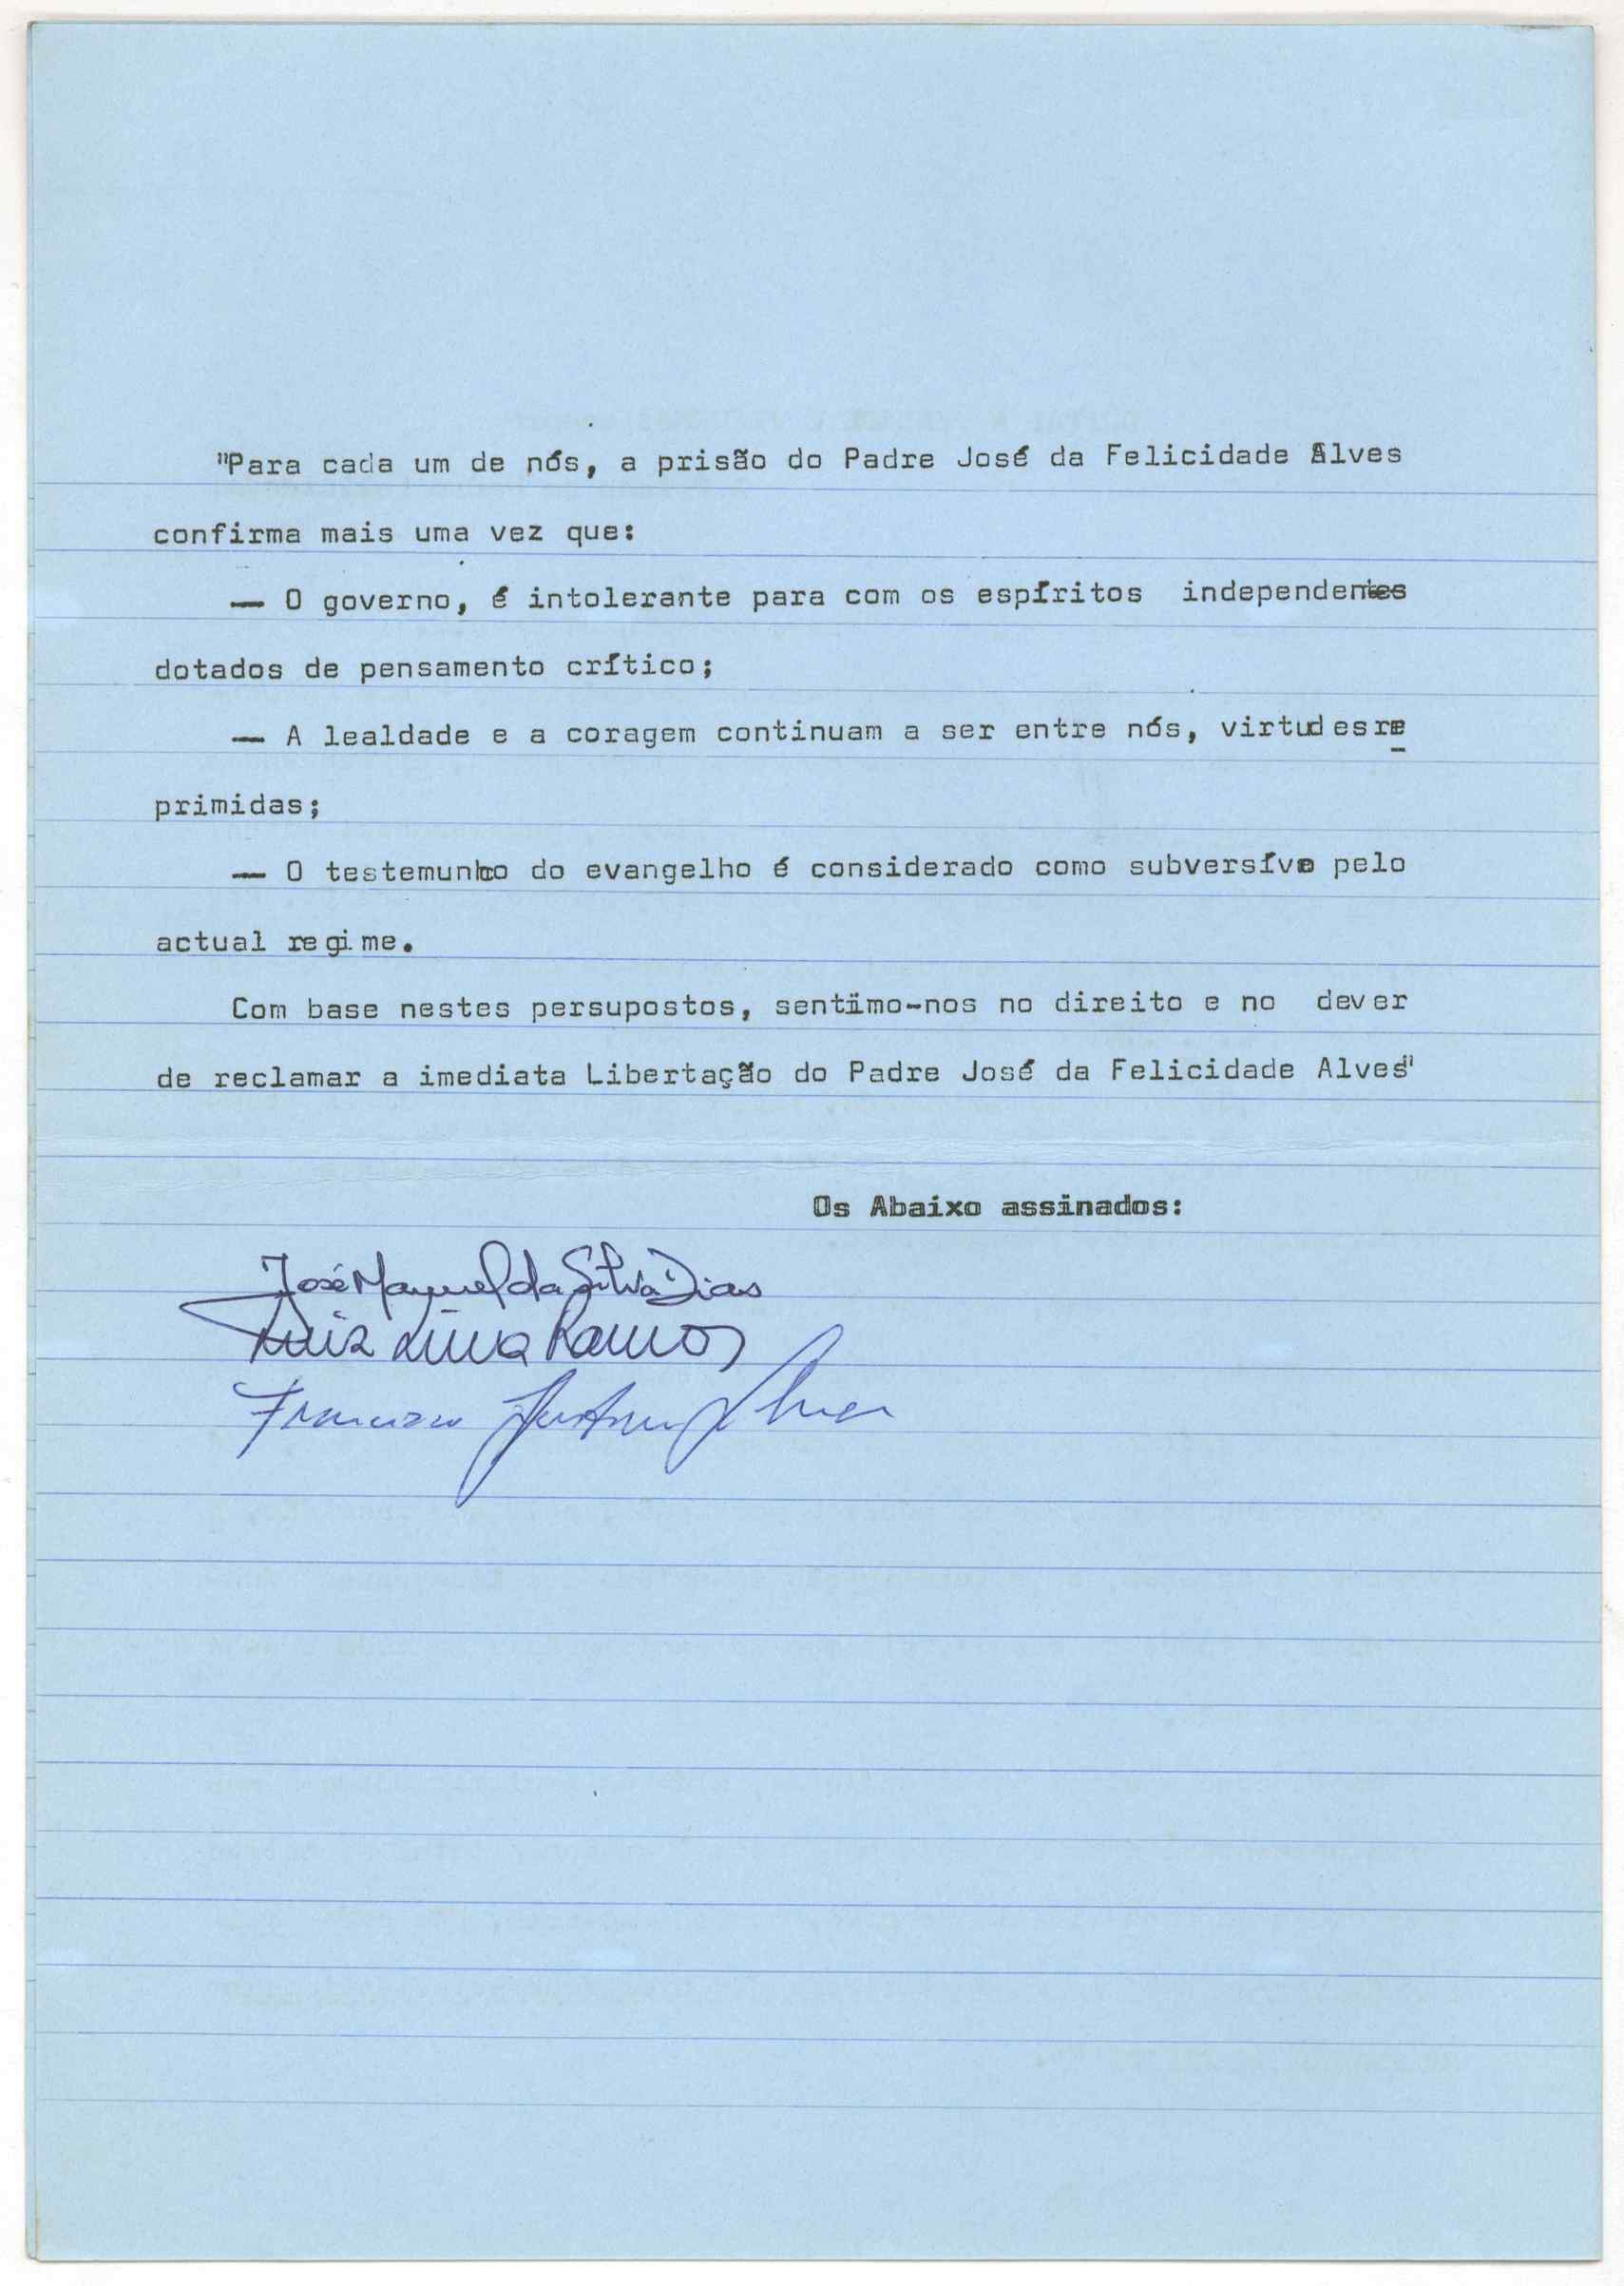 "Para cada um de nós, a prisão do Padre José da Felicidade Alves
confirma mais uma vez que:
— O governo, é intolerante para com os espíritos independentes
dotados de pensamento crítico;
— A lealdade e a coragem continuam a ser entre nós, virtudes re
primidas;
— O testemunho do evangelho é considerado como subversívo pelo
actual regime.
Com base nestes persupostos, sentimo-nos no direito e no dever
de reclamar a imediata Libertação do Padre José da Felicidade Alves"
Os Abaixo assinados:
José Manuel da Silva Dias
Luiz Lima Ramos
Francisco